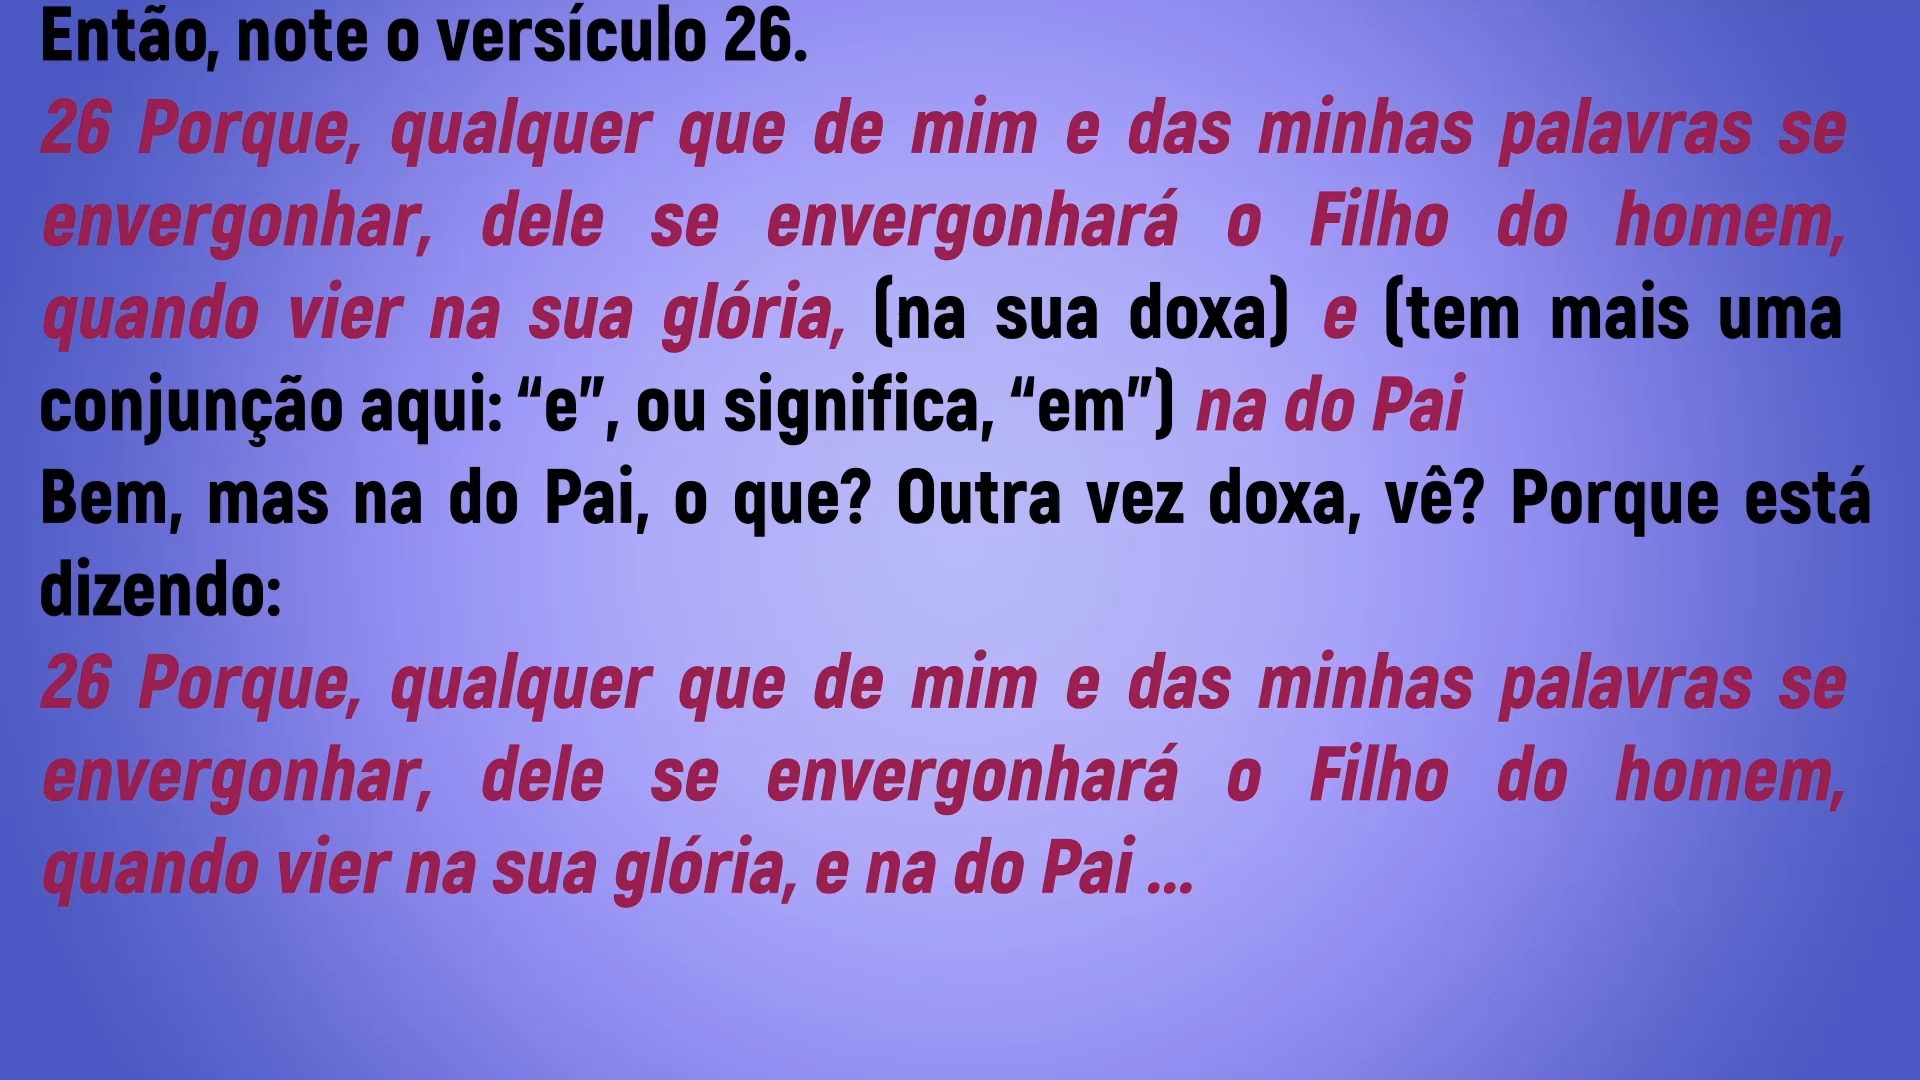 Então, note o versículo 26.
26 Porque, qualquer que de mim e das minhas palavras se
envergonhar, dele se envergonhará o Filho do homem,
quando vier na sua glória, (na sua doxa) e (tem mais uma
conjunção aqui: “e”, ou significa, “em”) na do Pai
Bem, mas na do Pai, o que? Outra vez doxa, vê? Porque está
dizendo:
26 Porque, qualquer que de mim e das minhas palavras se
envergonhar, dele se envergonhará o Filho do homem,
quando vier na sua glória, e na do Pai ...